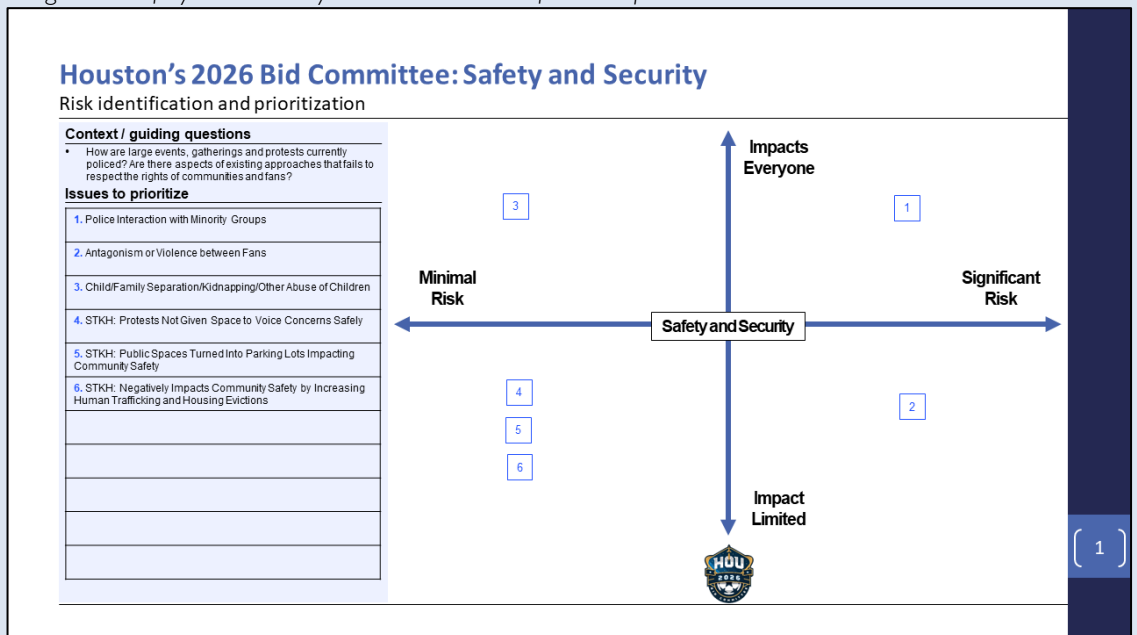 Houston's 2026 Bid Committee: Safety and Security
Risk identification and prioritization
Context / guiding questions
• How are large events, gatherings and protests currently
policed? Are there aspects of existing approaches that fails to
respect the rights of communities and fans?
Issues to prioritize
1. Police Interaction with Minority Groups
2. Antagonism or Violence between Fans
3. Child/Family Separation/Kidnapping/Other Abuse of Children
4. STKH: Protests Not Given Space to Voice Concerns Safely
5. STKH: Public Spaces Turned Into Parking Lots Impacting
Community Safety
6. STKH: Negatively Impacts Community Safety by Increasing
Human Trafficking and Housing Evictions
Impacts
Everyone
3
1
Minimal
Risk
Significant
Risk
Safety and Security
4
2
5
6
Impact
Limited
HOU
2026
1